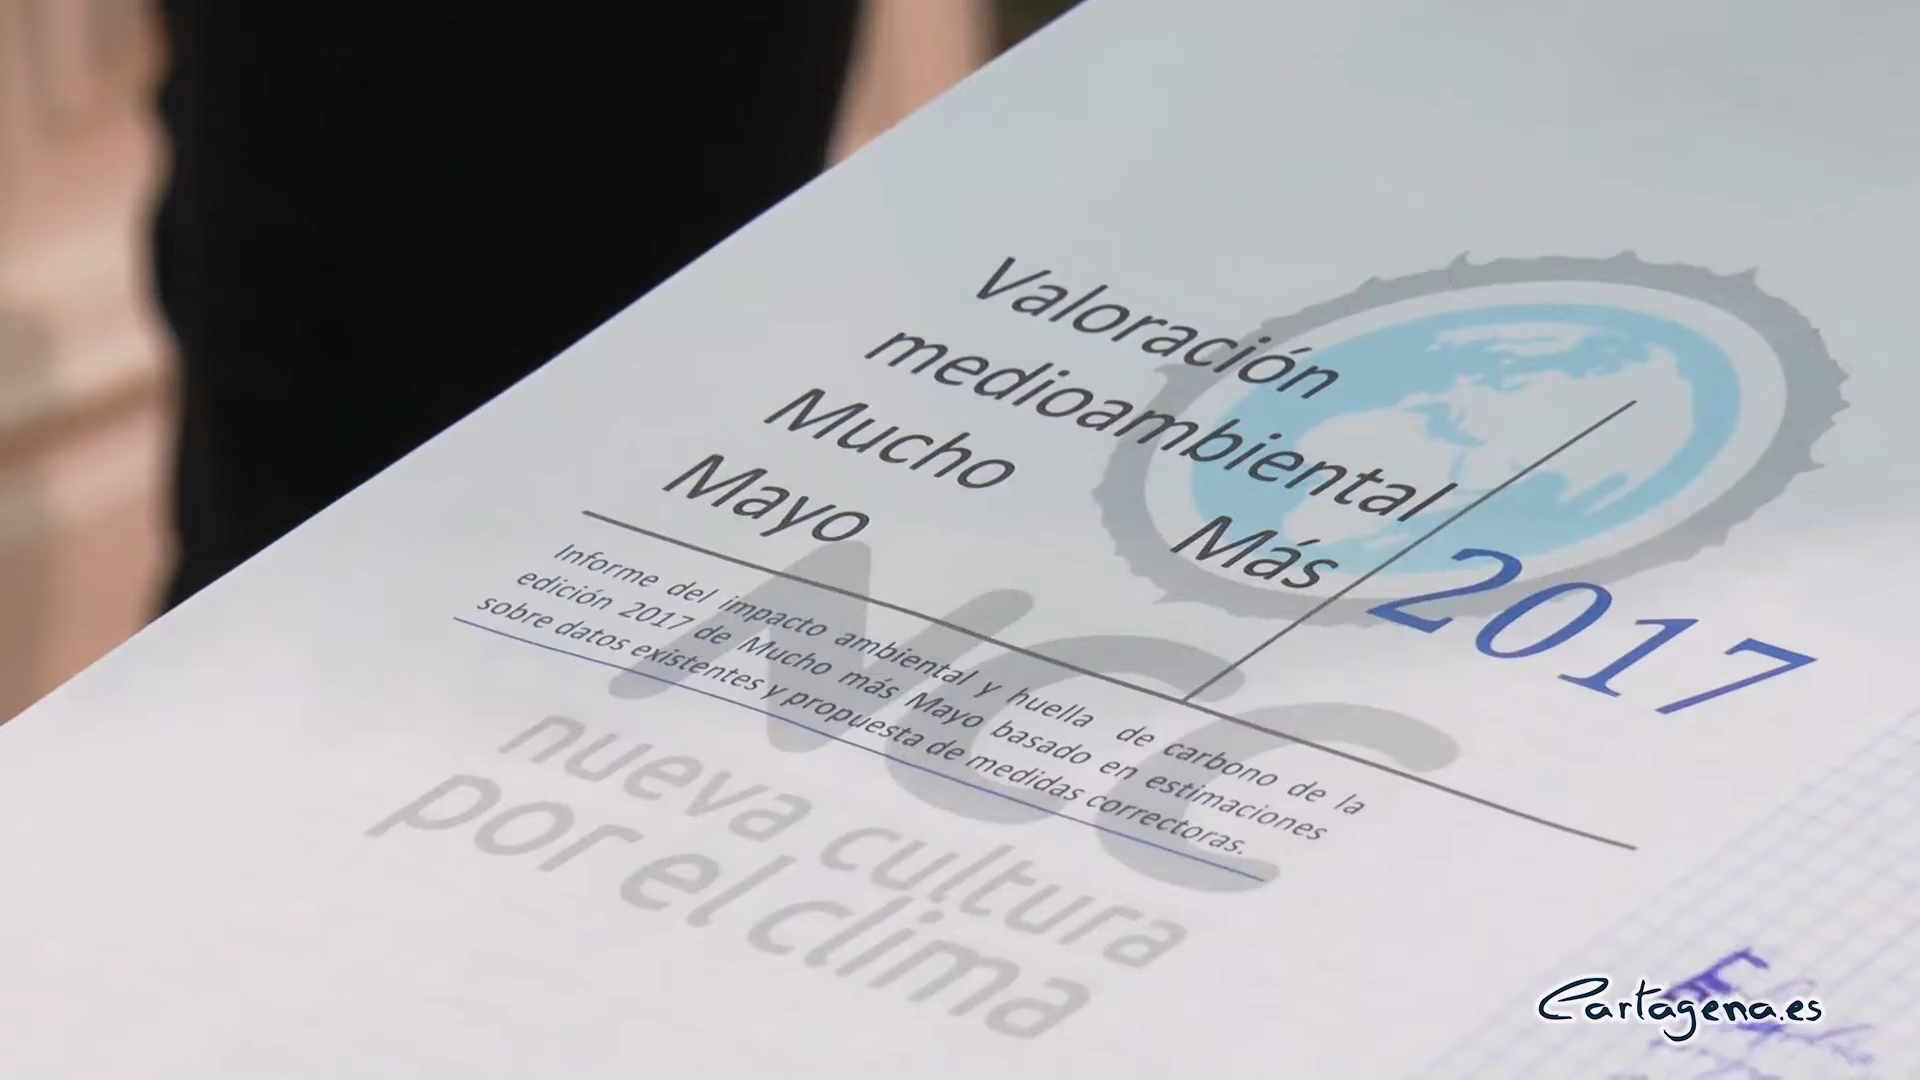 Valoración
medioambiental
Mucho Más
Mayo
2017
Informe del impacto ambiental y huella de carbono de la
edición 2017 de Mucho más Mayo basado en estimaciones
sobre datos existentes y propuesta de medidas correctoras.
NCC
nueva cultura
por el clima
Cartagena.es